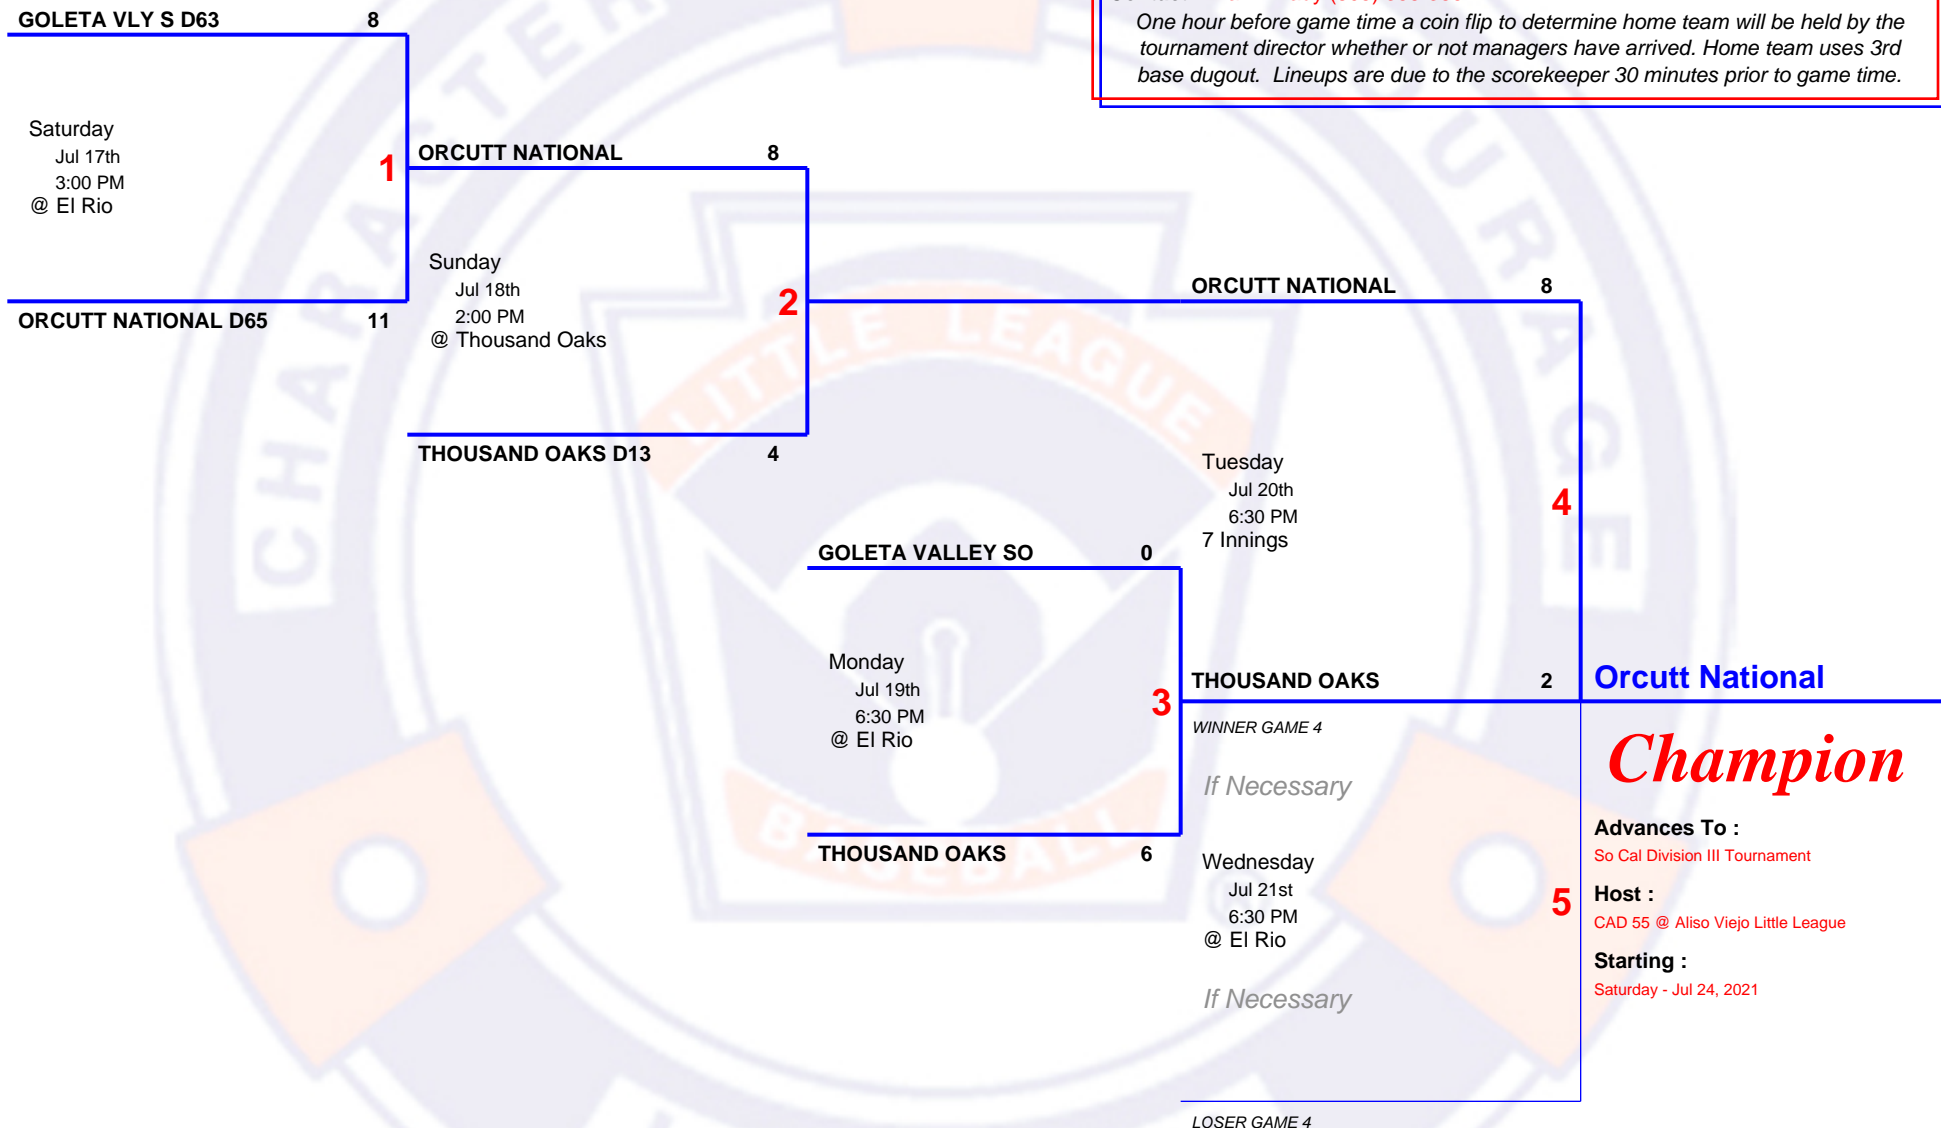 One hour before game time a coin flip to determine home team will be held by the
tournament director whether or not managers have arrived. Home team uses 3rd
base dugout. Lineups are due to the scorekeeper 30 minutes prior to game time.
GOLETA VLY S D63 8
Saturday
Jul 17th
3:00 PM
@ El Rio
1
ORCUTT NATIONAL D65 11
ORCUTT NATIONAL 8
Sunday
Jul 18th
2:00 PM
@ Thousand Oaks
2
THOUSAND OAKS D13 4
GOLETA VALLEY SO 0
Monday
Jul 19th
6:30 PM
@ El Rio
3
THOUSAND OAKS 6
ORCUTT NATIONAL 8
Tuesday
Jul 20th
6:30 PM
7 Innings
4
THOUSAND OAKS 2
WINNER GAME 4
If Necessary
Wednesday
Jul 21st
6:30 PM
@ El Rio
5
If Necessary
LOSER GAME 4
Orcutt National
Champion
Advances To :
So Cal Division III Tournament
Host :
CAD 55 @ Aliso Viejo Little League
Starting :
Saturday - Jul 24, 2021
CHARACTER
COURAGE
LITTLE LEAGUE
BASEBALL
®